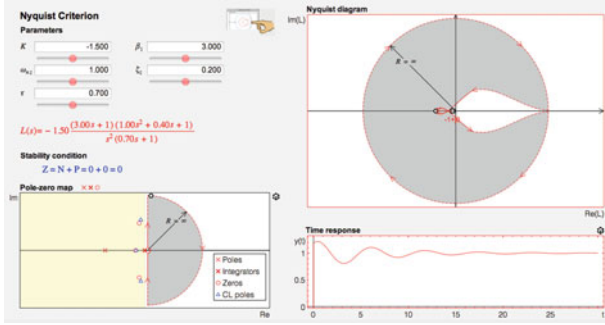 Nyquist Criterion
Parameters
K -1.500 β₁ 3.000
ωₙ₂ 1.000 ζ₁ 0.200
τ 0.700
L(s)= − 1.50 (3.00s + 1) (1.00s² + 0.40s + 1) / s² (0.70s + 1)
Stability condition
Z = N + P = 0 + 0 = 0
Pole-zero map
Im
R = ∞
Poles
Integrators
Zeros
CL poles
Re
Nyquist diagram
Im(L)
R = ∞
Re(L)
Time response
y(t)
1
0.5
0 5 10 15 20 25 t